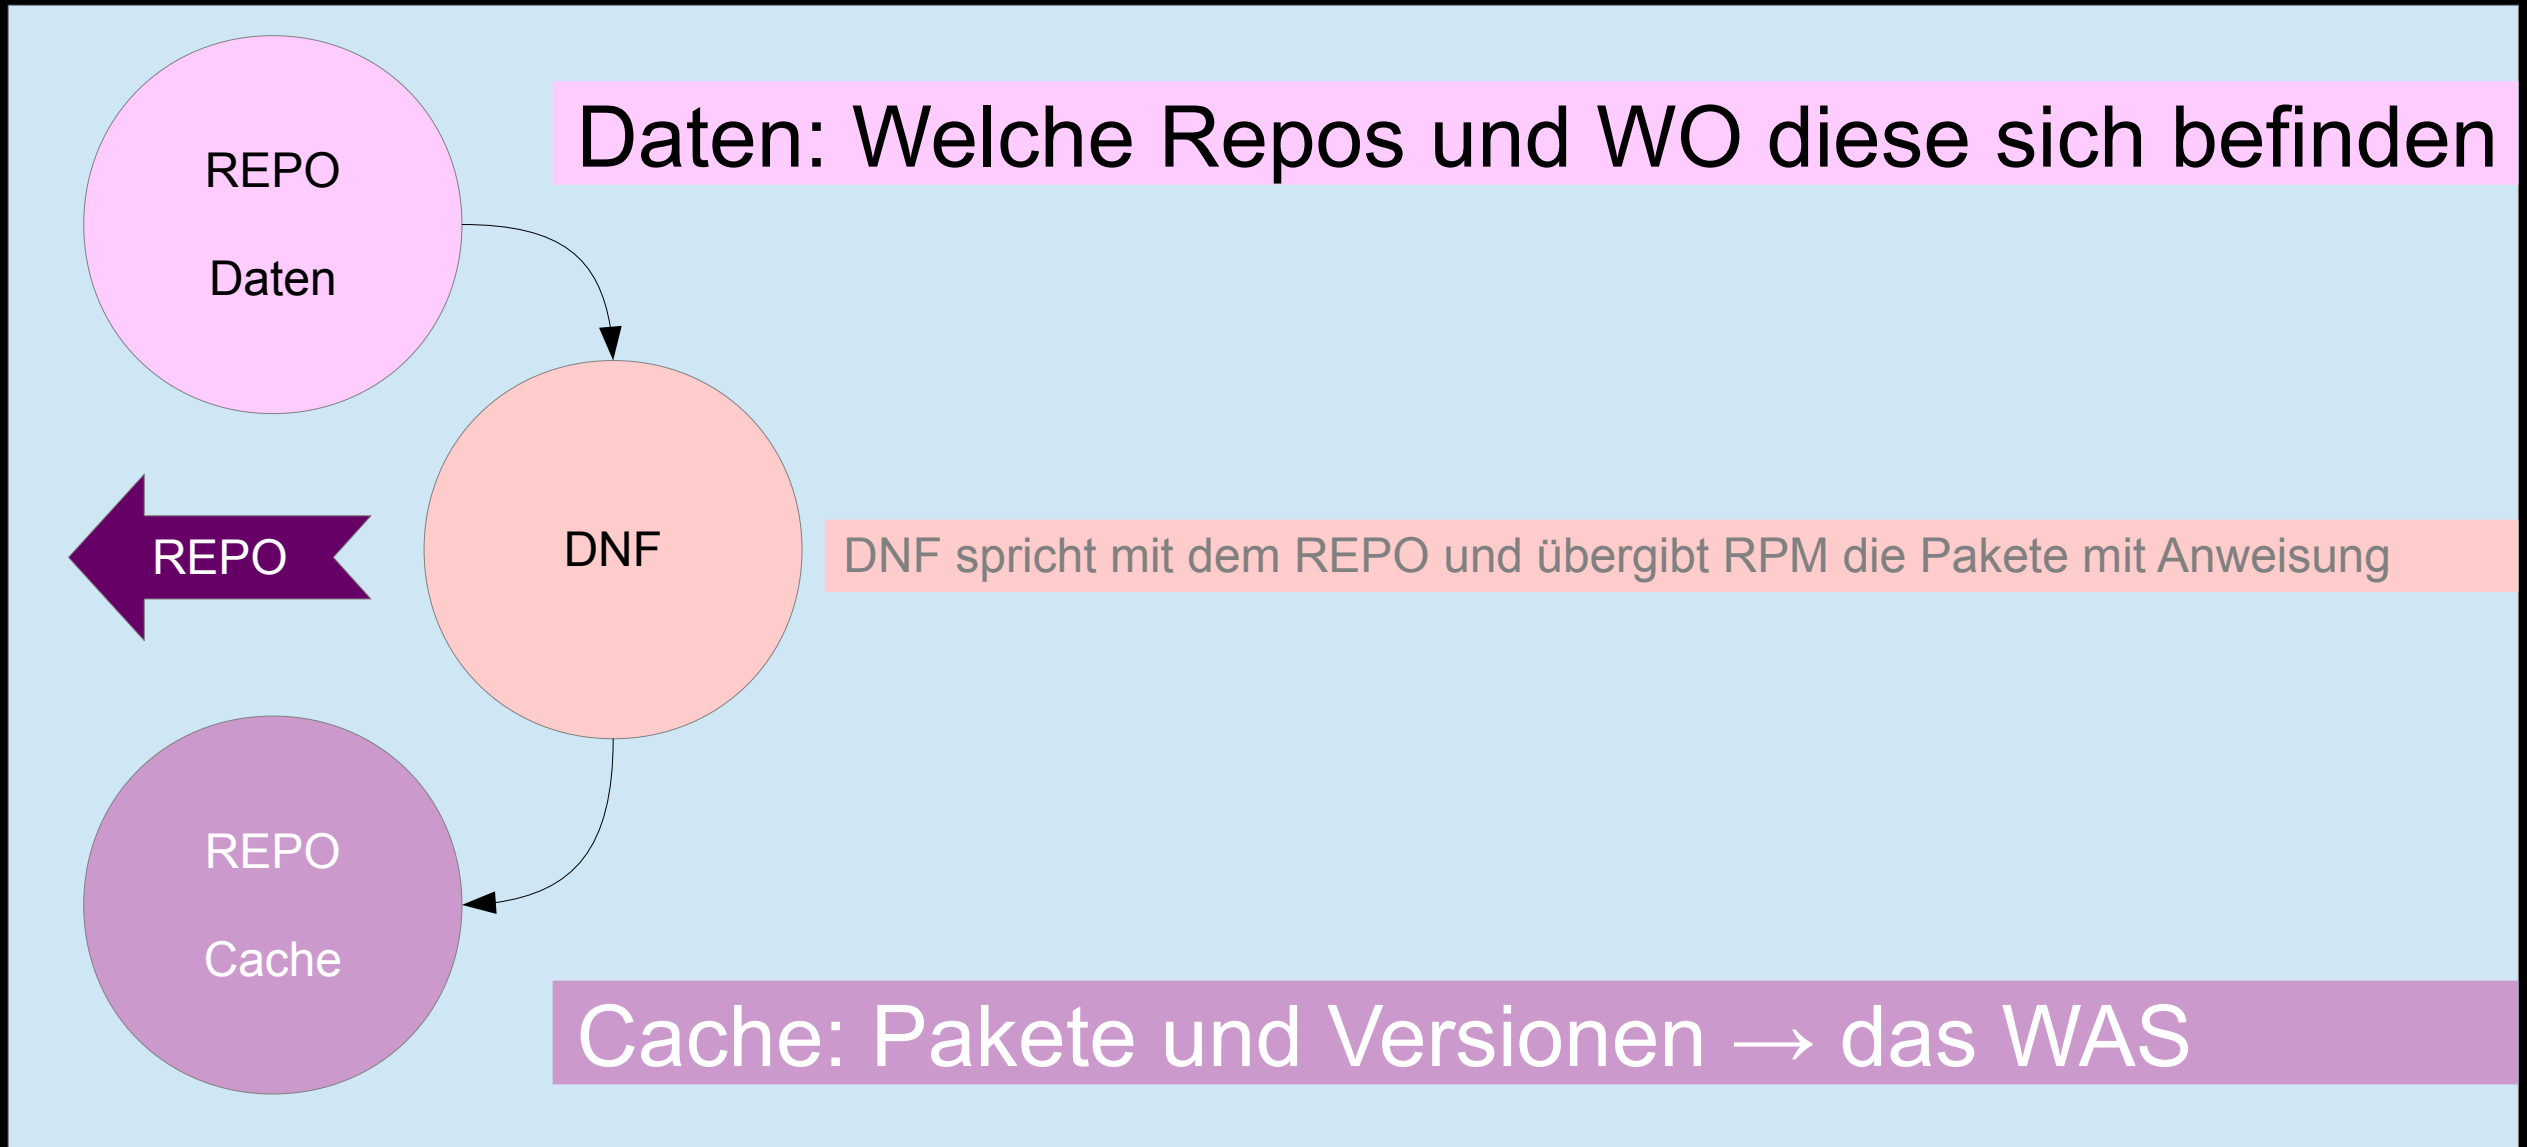 REPO
Daten
Daten: Welche Repos und WO diese sich befinden
REPO
DNF
DNF spricht mit dem REPO und übergibt RPM die Pakete mit Anweisung
REPO
Cache
Cache: Pakete und Versionen → das WAS